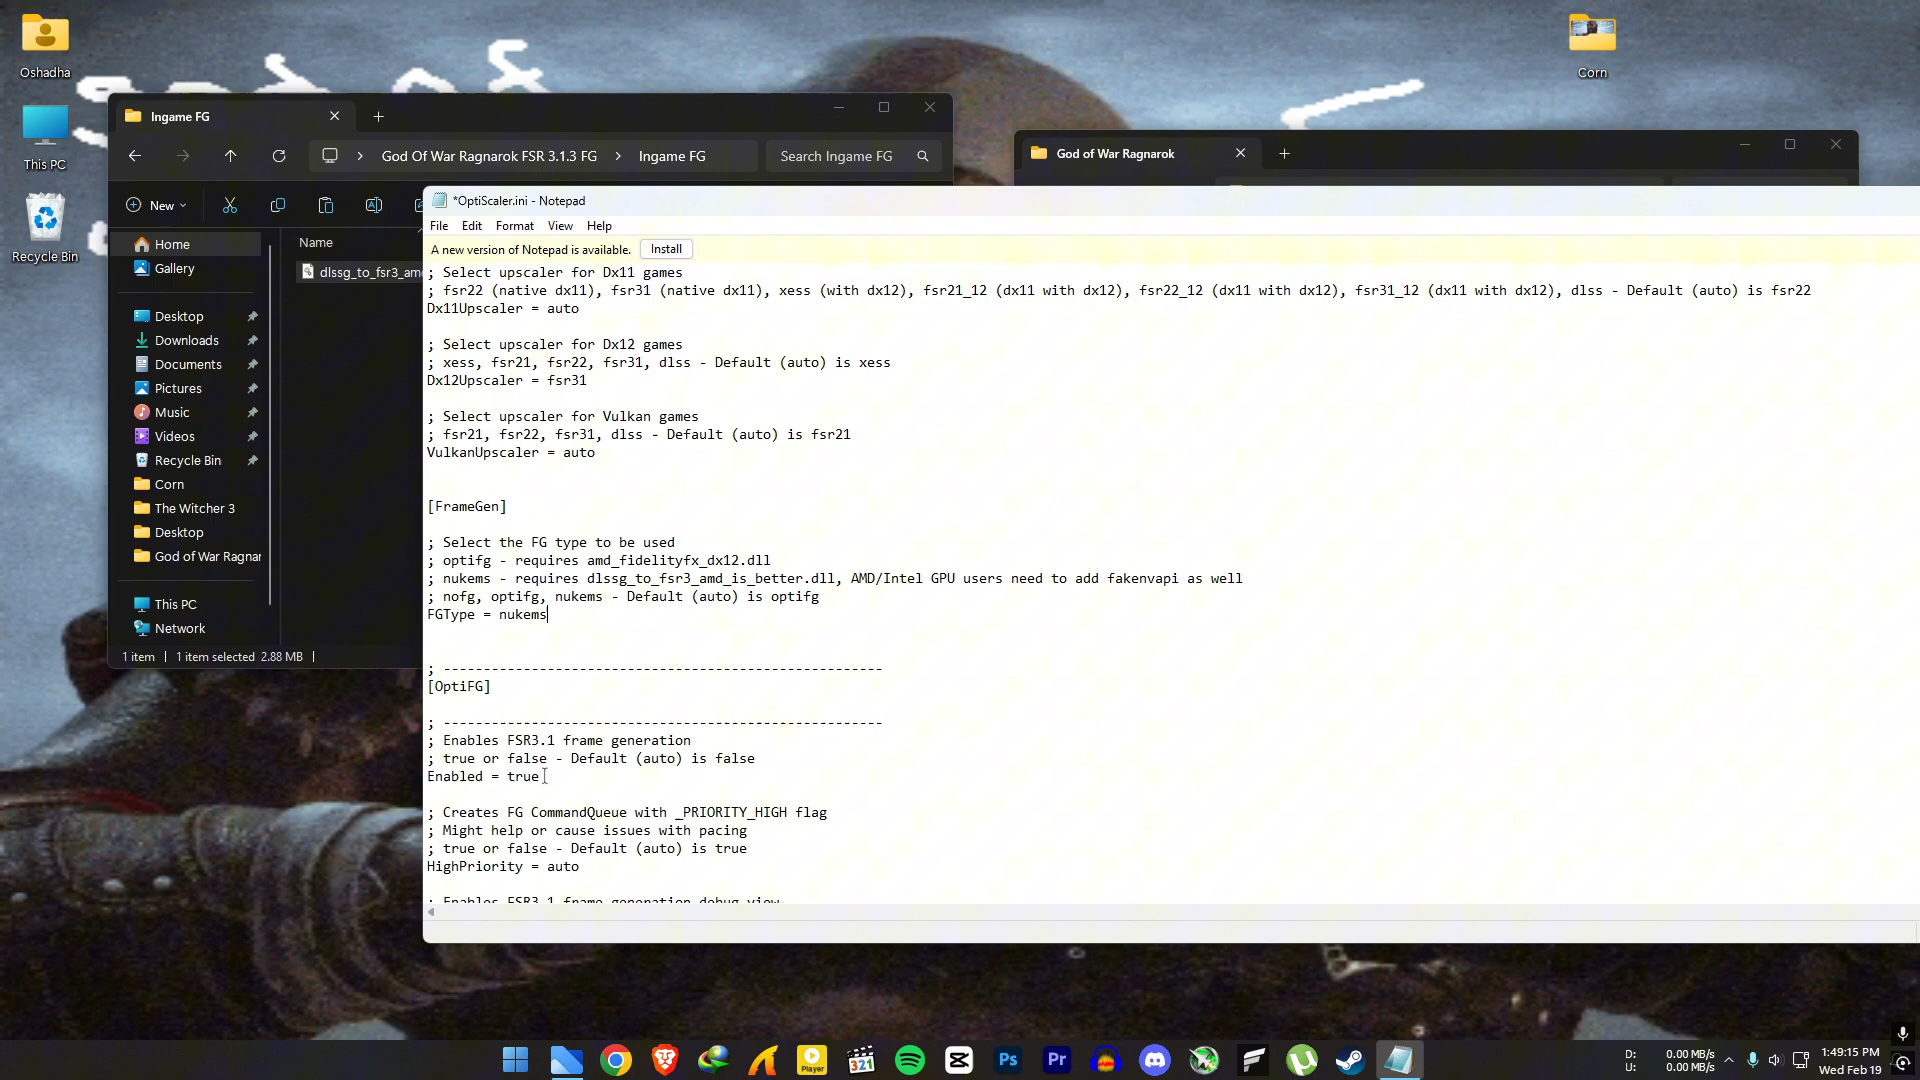 Oshadha
This PC
Recycle Bin
Corn
Ingame FG
God Of War Ragnarok FSR 3.1.3 FG > Ingame FG
Search Ingame FG
New
Name
dlssg_to_fsr3_am
Home
Gallery
Desktop
Downloads
Documents
Pictures
Music
Videos
Recycle Bin
Corn
The Witcher 3
Desktop
God of War Ragnar
This PC
Network
1 item
1 item selected 2.88 MB
God of War Ragnarok
*OptiScaler.ini - Notepad
File Edit Format View Help
A new version of Notepad is available. Install
; Select upscaler for Dx11 games
; fsr22 (native dx11), fsr31 (native dx11), xess (with dx12), fsr21_12 (dx11 with dx12), fsr22_12 (dx11 with dx12), fsr31_12 (dx11 with dx12), dlss - Default (auto) is fsr22
Dx11Upscaler = auto
; Select upscaler for Dx12 games
; xess, fsr21, fsr22, fsr31, dlss - Default (auto) is xess
Dx12Upscaler = fsr31
; Select upscaler for Vulkan games
; fsr21, fsr22, fsr31, dlss - Default (auto) is fsr21
VulkanUpscaler = auto
[FrameGen]
; Select the FG type to be used
; optifg - requires amd_fidelityfx_dx12.dll
; nukems - requires dlssg_to_fsr3_amd_is_better.dll, AMD/Intel GPU users need to add fakenvapi as well
; nofg, optifg, nukems - Default (auto) is optifg
FGType = nukems
; -------------------------------------------------------
[OptiFG]
; -------------------------------------------------------
; Enables FSR3.1 frame generation
; true or false - Default (auto) is false
Enabled = true
; Creates FG CommandQueue with _PRIORITY_HIGH flag
; Might help or cause issues with pacing
; true or false - Default (auto) is true
HighPriority = auto
; Enables FSR3.1 frame generation debug view
Player
321
Ps
Pr
D: 0.00 MB/s
U: 0.00 MB/s
1:49:15 PM
Wed Feb 19